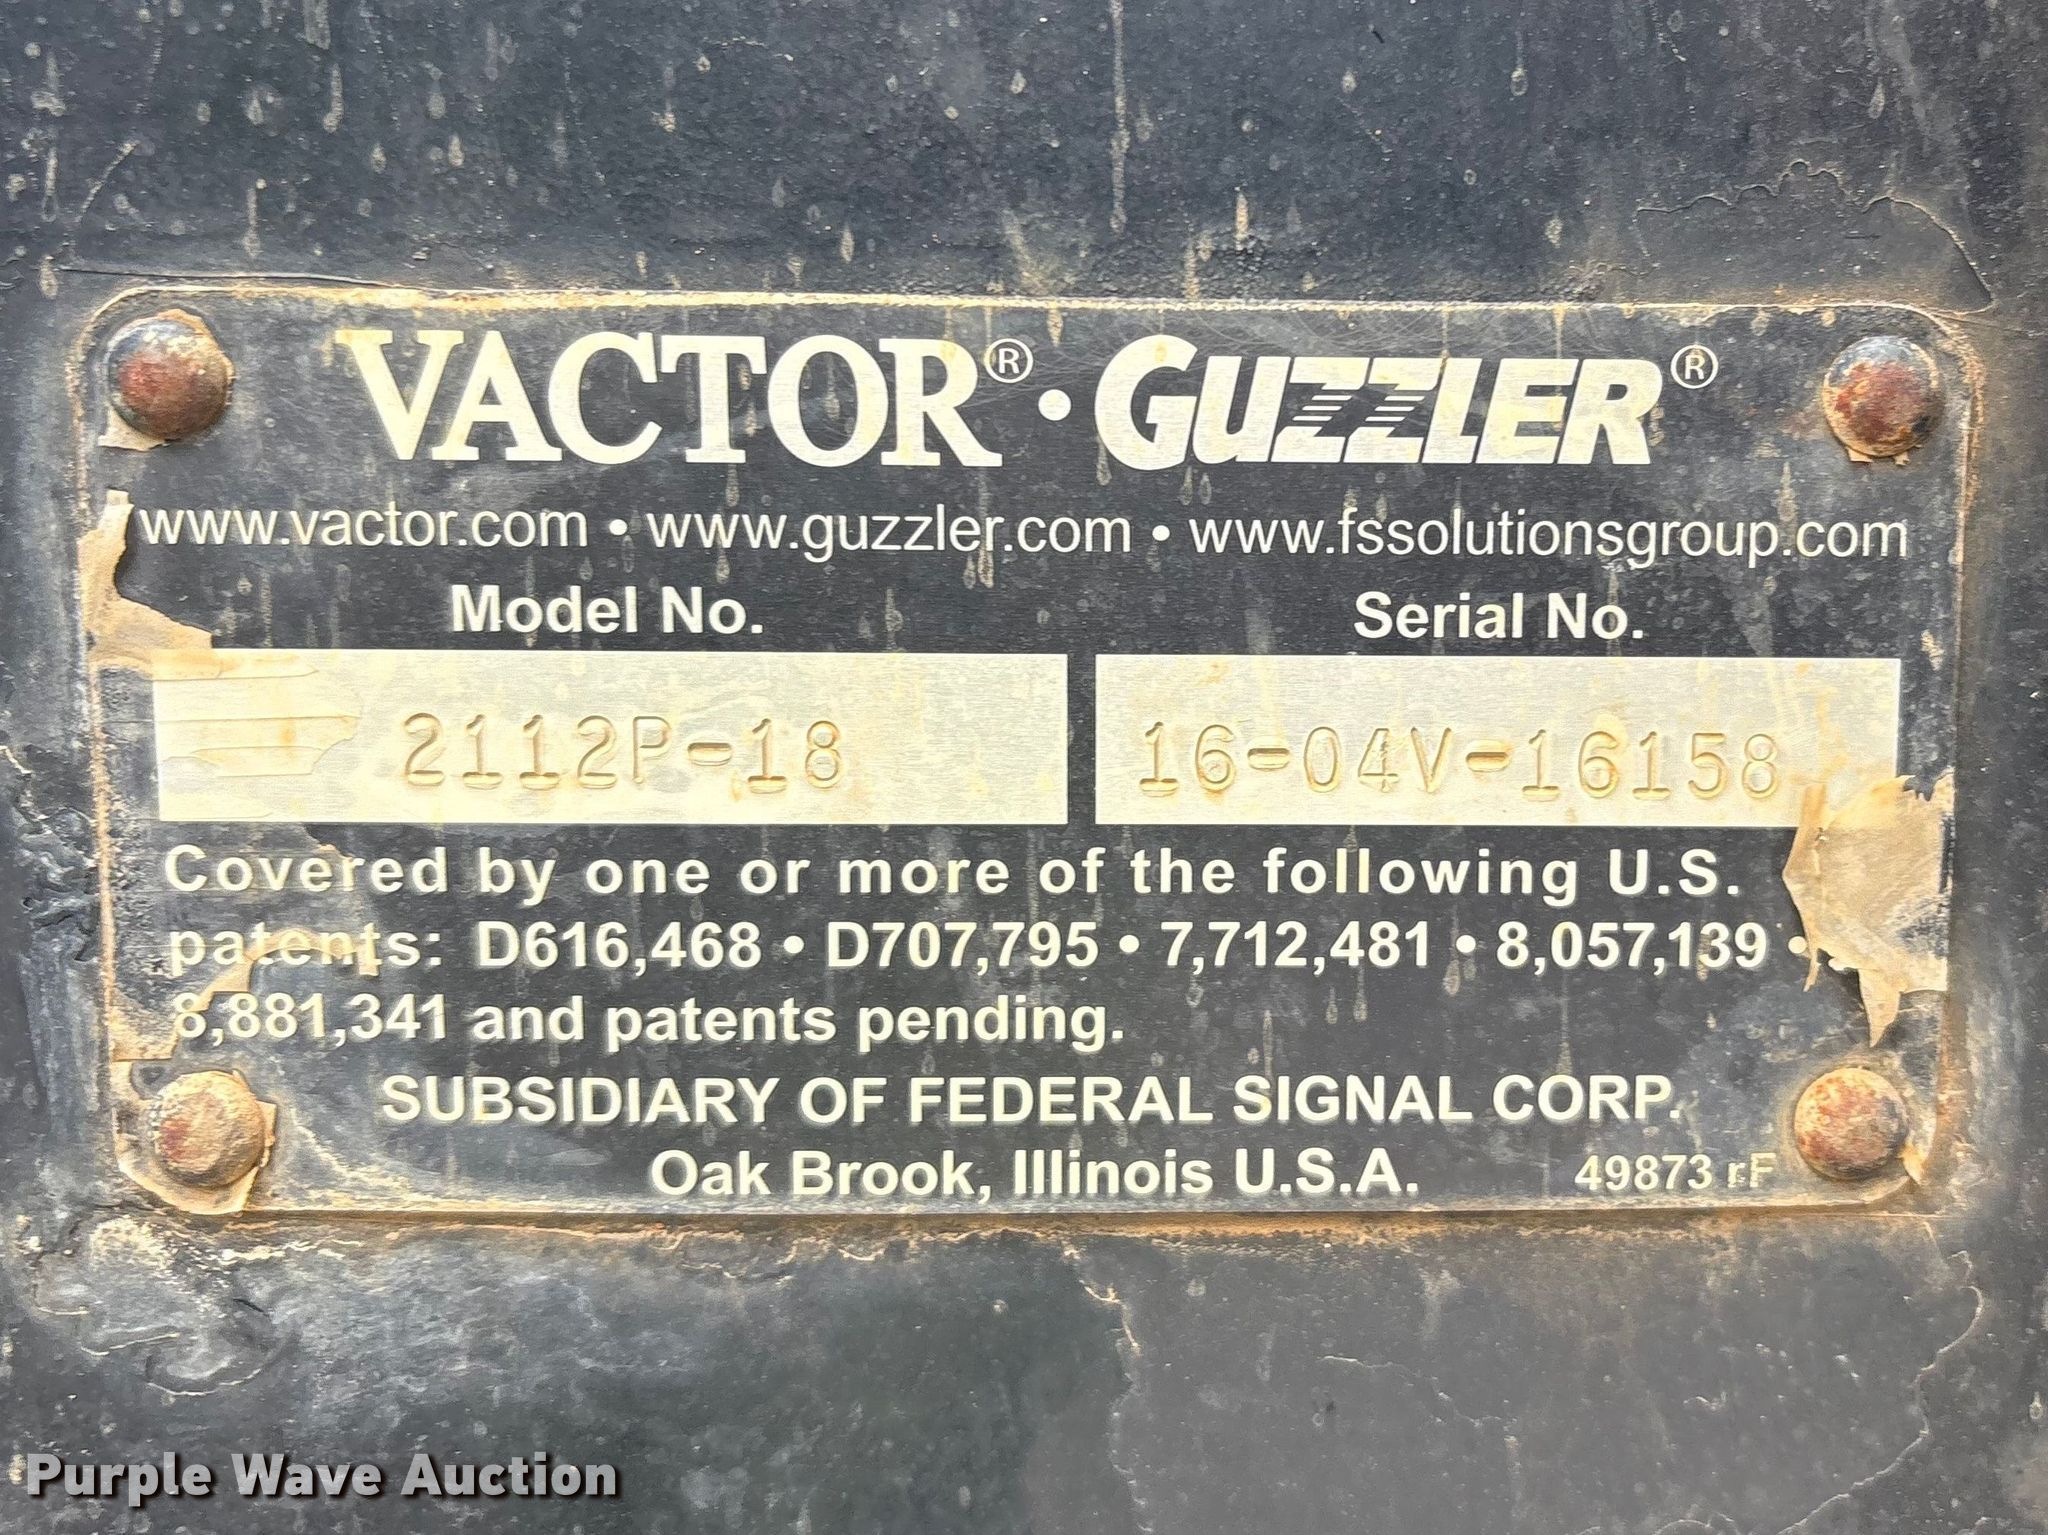 VACTOR® • GUZZLER®
www.vactor.com • www.guzzler.com • www.fssolutionsgroup.com
Model No. Serial No.
2112P-18 16-04V-16158
Covered by one or more of the following U.S.
patents: D616,468 • D707,795 • 7,712,481 • 8,057,139 •
8,881,341 and patents pending.
SUBSIDIARY OF FEDERAL SIGNAL CORP.
Oak Brook, Illinois U.S.A. 49873
Purple Wave Auction